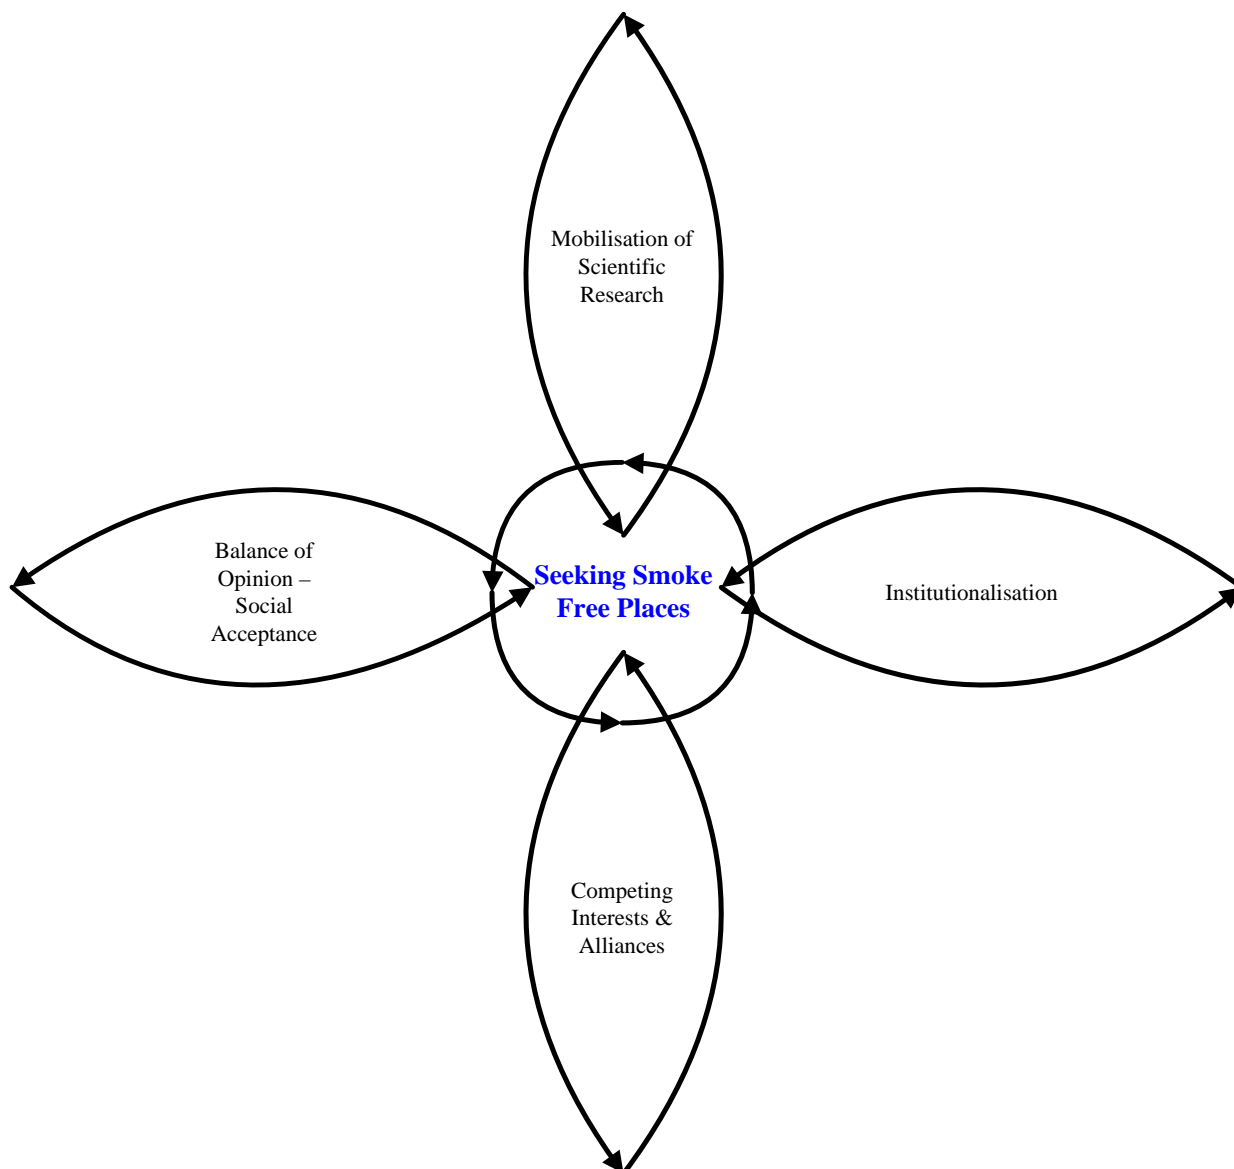 Mobilisation of
Scientific
Research
Balance of
Opinion –
Social
Acceptance
Seeking Smoke
Free Places
Institutionalisation
Competing
Interests &
Alliances